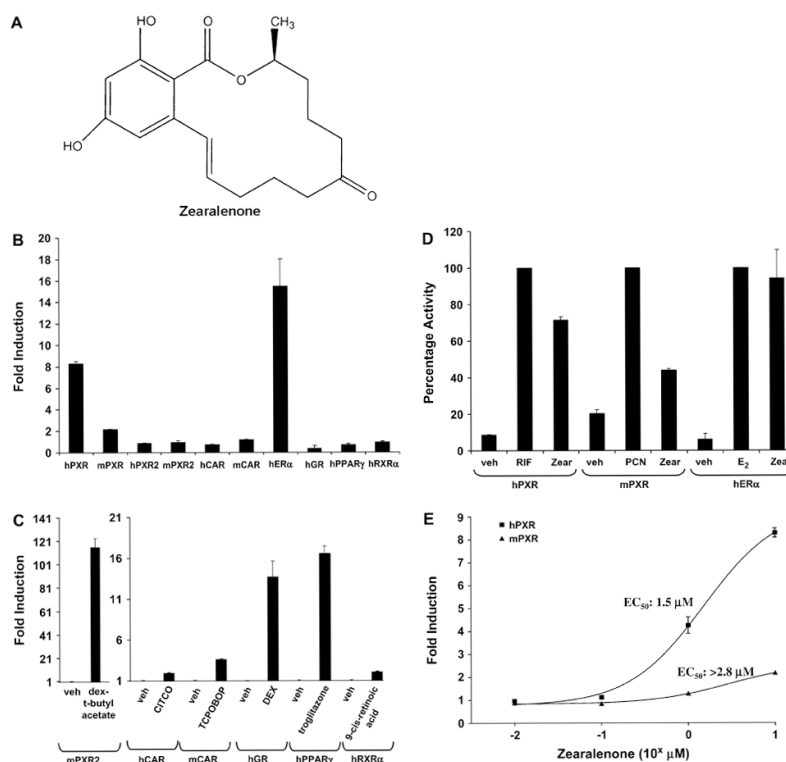 A
HO
O
CH3
O
HO
O
Zearalenone
B
20
18
16
14
12
10
8
6
4
2
0
Fold Induction
hPXR mPXR hPXR2 mPXR2 hCAR mCAR hERα hGR hPPARγ hRXRα
D
120
100
80
60
40
20
0
Percentage Activity
veh RIF Zear veh PCN Zear veh E2 Zea
hPXR mPXR hERα
C
141
121
101
81
61
41
21
1
Fold Induction
21
16
11
6
1
veh dex-t-butyl acetate veh CITCO veh TCPOBOP veh DEX veh troglitazone veh 9-cis-retinoic acid
mPXR2 hCAR mCAR hGR hPPARγ hRXRα
E
hPXR
mPXR
9
8
7
6
5
4
3
2
1
0
Fold Induction
EC50: 1.5 µM
EC50: >2.8 µM
-2 -1 0 1
Zearalenone (10^x µM)